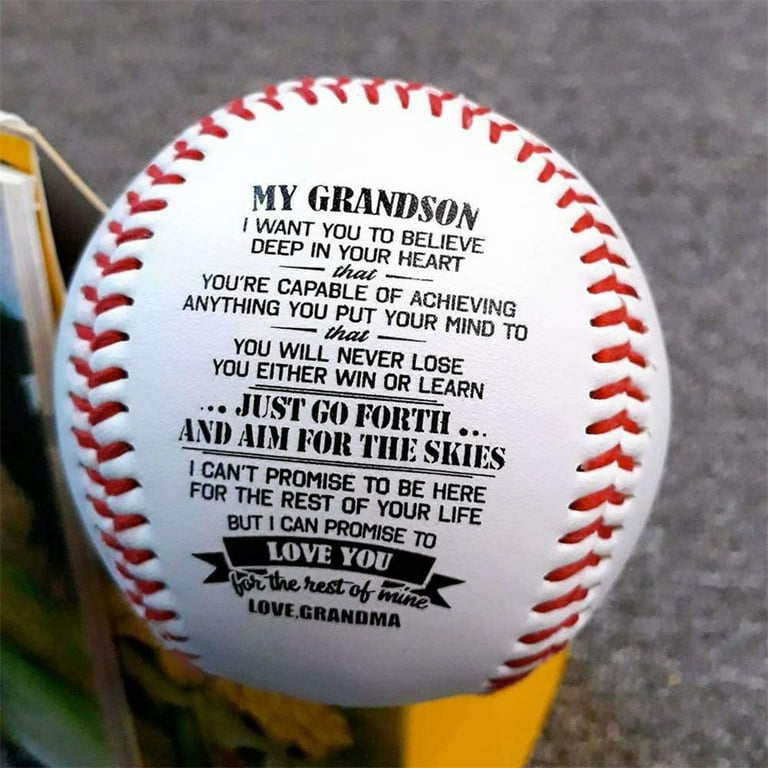 MY GRANDSON
I WANT YOU TO BELIEVE
DEEP IN YOUR HEART
that
YOU'RE CAPABLE OF ACHIEVING
ANYTHING YOU PUT YOUR MIND TO
that
YOU WILL NEVER LOSE
YOU EITHER WIN OR LEARN
... JUST GO FORTH ...
AND AIM FOR THE SKIES
I CAN'T PROMISE TO BE HERE
FOR THE REST OF YOUR LIFE
BUT I CAN PROMISE TO
LOVE YOU
for the rest of mine
LOVE,GRANDMA